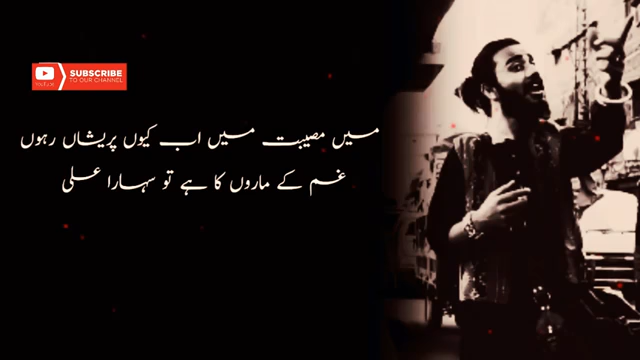 SUBSCRIBE
TO OUR CHANNEL
میں مصیبت میں اب کیوں پریشاں رہوں
غم کے ماروں کا ہے تو سہارا علی